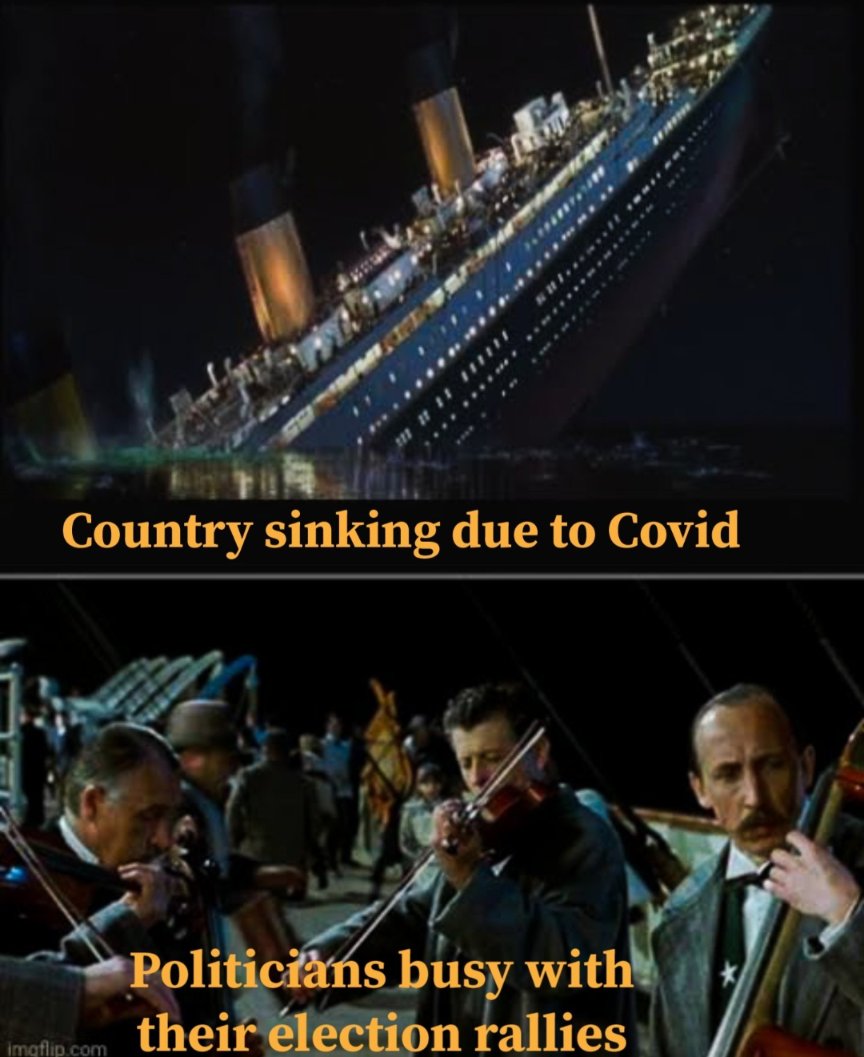 Country sinking due to Covid
Politicians busy with
their election rallies
imgflip.com